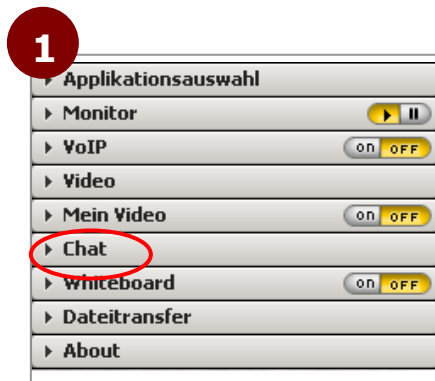 1
Applikationsauswahl
Monitor
VoIP on OFF
Video
Mein Video on OFF
Chat
Whiteboard on OFF
Dateitransfer
About